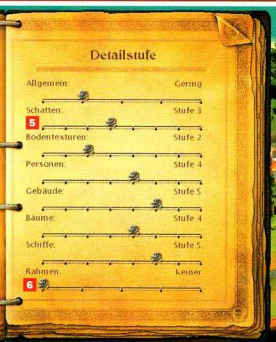 Detailstufe
Allgemein: Gering
Schatten: Stufe 3
5
Bodentexturen: Stufe 2
Personen: Stufe 4
Gebäude: Stufe 5
Bäume: Stufe 4
Schiffe: Stufe 5
Rahmen: Keiner
6